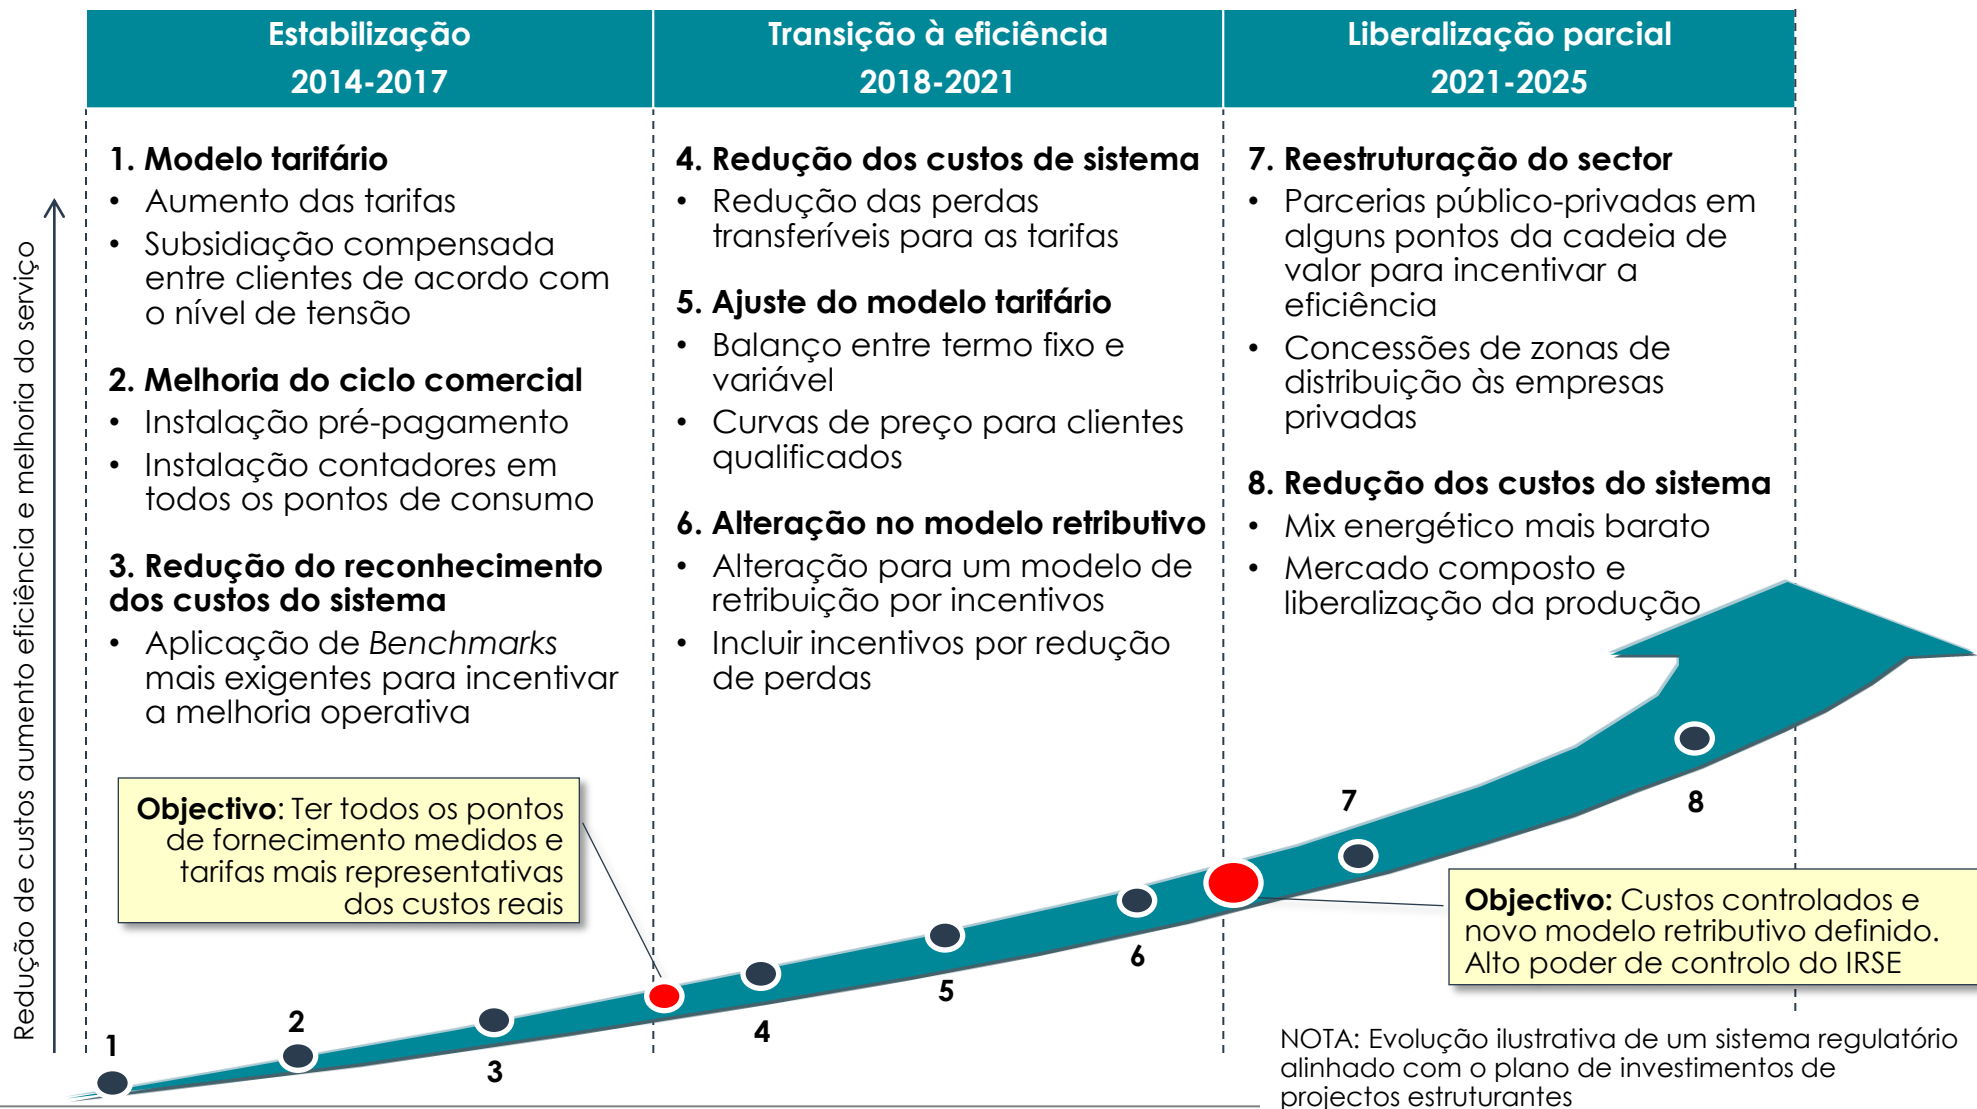 Estabilização
2014-2017
Transição à eficiência
2018-2021
Liberalização parcial
2021-2025
Redução de custos aumento eficiência e melhoria do serviço
1. Modelo tarifário
• Aumento das tarifas
• Subsidiação compensada
entre clientes de acordo com
o nível de tensão
2. Melhoria do ciclo comercial
• Instalação pré-pagamento
• Instalação contadores em
todos os pontos de consumo
3. Redução do reconhecimento
dos custos do sistema
• Aplicação de Benchmarks
mais exigentes para incentivar
a melhoria operativa
4. Redução dos custos de sistema
• Redução das perdas
transferíveis para as tarifas
5. Ajuste do modelo tarifário
• Balanço entre termo fixo e
variável
• Curvas de preço para clientes
qualificados
6. Alteração no modelo retributivo
• Alteração para um modelo de
retribuição por incentivos
• Incluir incentivos por redução
de perdas
7. Reestruturação do sector
• Parcerias público-privadas em
alguns pontos da cadeia de
valor para incentivar a
eficiência
• Concessões de zonas de
distribuição às empresas
privadas
8. Redução dos custos do sistema
• Mix energético mais barato
• Mercado composto e
liberalização da produção
Objectivo: Ter todos os pontos
de fornecimento medidos e
tarifas mais representativas
dos custos reais
1
2
3
4
5
6
7
8
Objectivo: Custos controlados e
novo modelo retributivo definido.
Alto poder de controlo do IRSE
NOTA: Evolução ilustrativa de um sistema regulatório
alinhado com o plano de investimentos de
projectos estruturantes